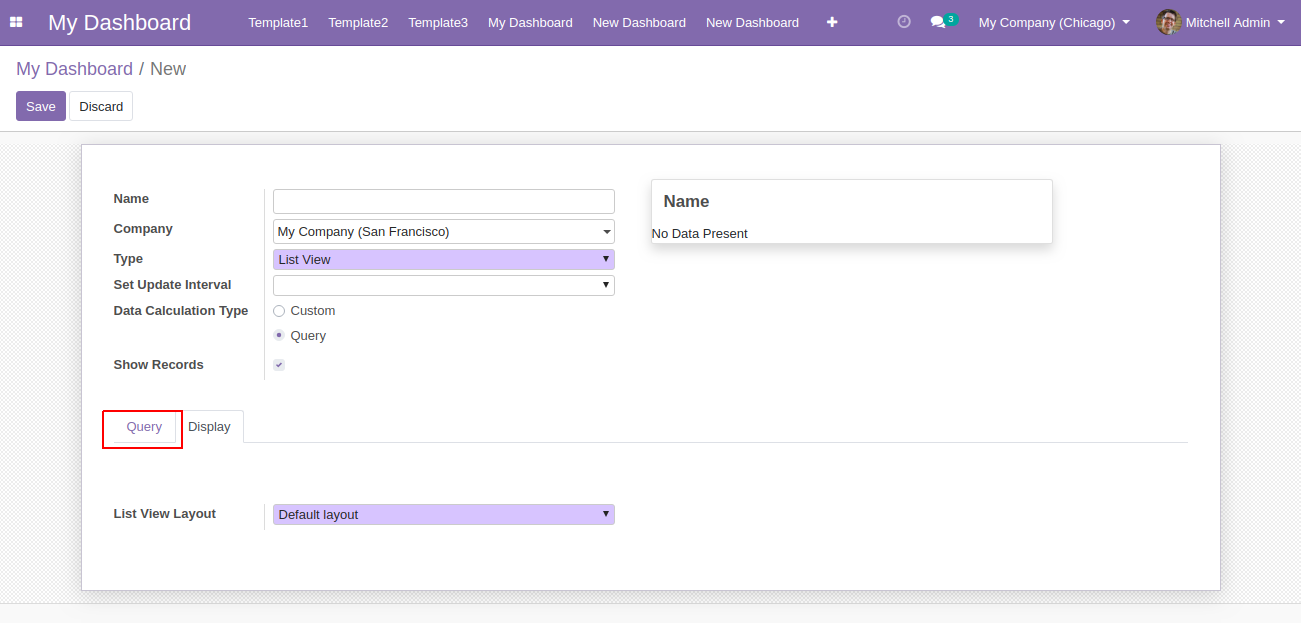 My Dashboard Template1 Template2 Template3 My Dashboard New Dashboard New Dashboard 3 My Company (Chicago) Mitchell Admin
My Dashboard / New
Save Discard
Name
Company My Company (San Francisco)
Type List View
Set Update Interval
Data Calculation Type Custom
Query
Show Records
Name
No Data Present
Query Display
List View Layout Default layout